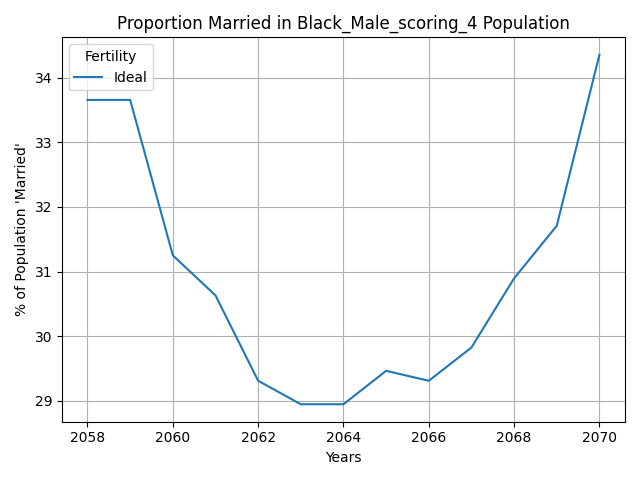 Proportion Married in Black_Male_scoring_4 Population
Fertility
Ideal
34
33
32
31
30
29
% of Population 'Married'
2058
2060
2062
2064
2066
2068
2070
Years